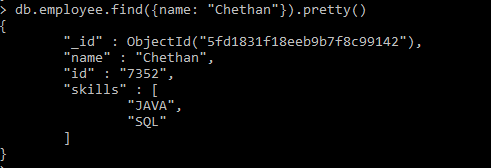 > db.employee.find({name: "Chethan"}).pretty()
{
        "_id" : ObjectId("5fd1831f18eeb9b7f8c99142"),
        "name" : "Chethan",
        "id" : "7352",
        "skills" : [
                "JAVA",
                "SQL"
        ]
}